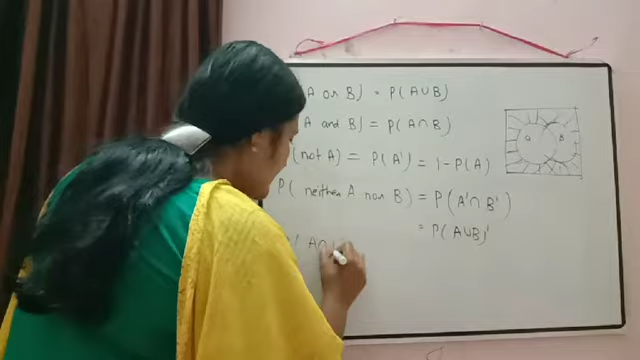 A or B) = P(A∪B)
A and B) = P(A∩B)
(not A) = P(A') = 1-P(A)
P( neither A nor B) = P(A'∩B')
= P(A∪B)'
A
A B